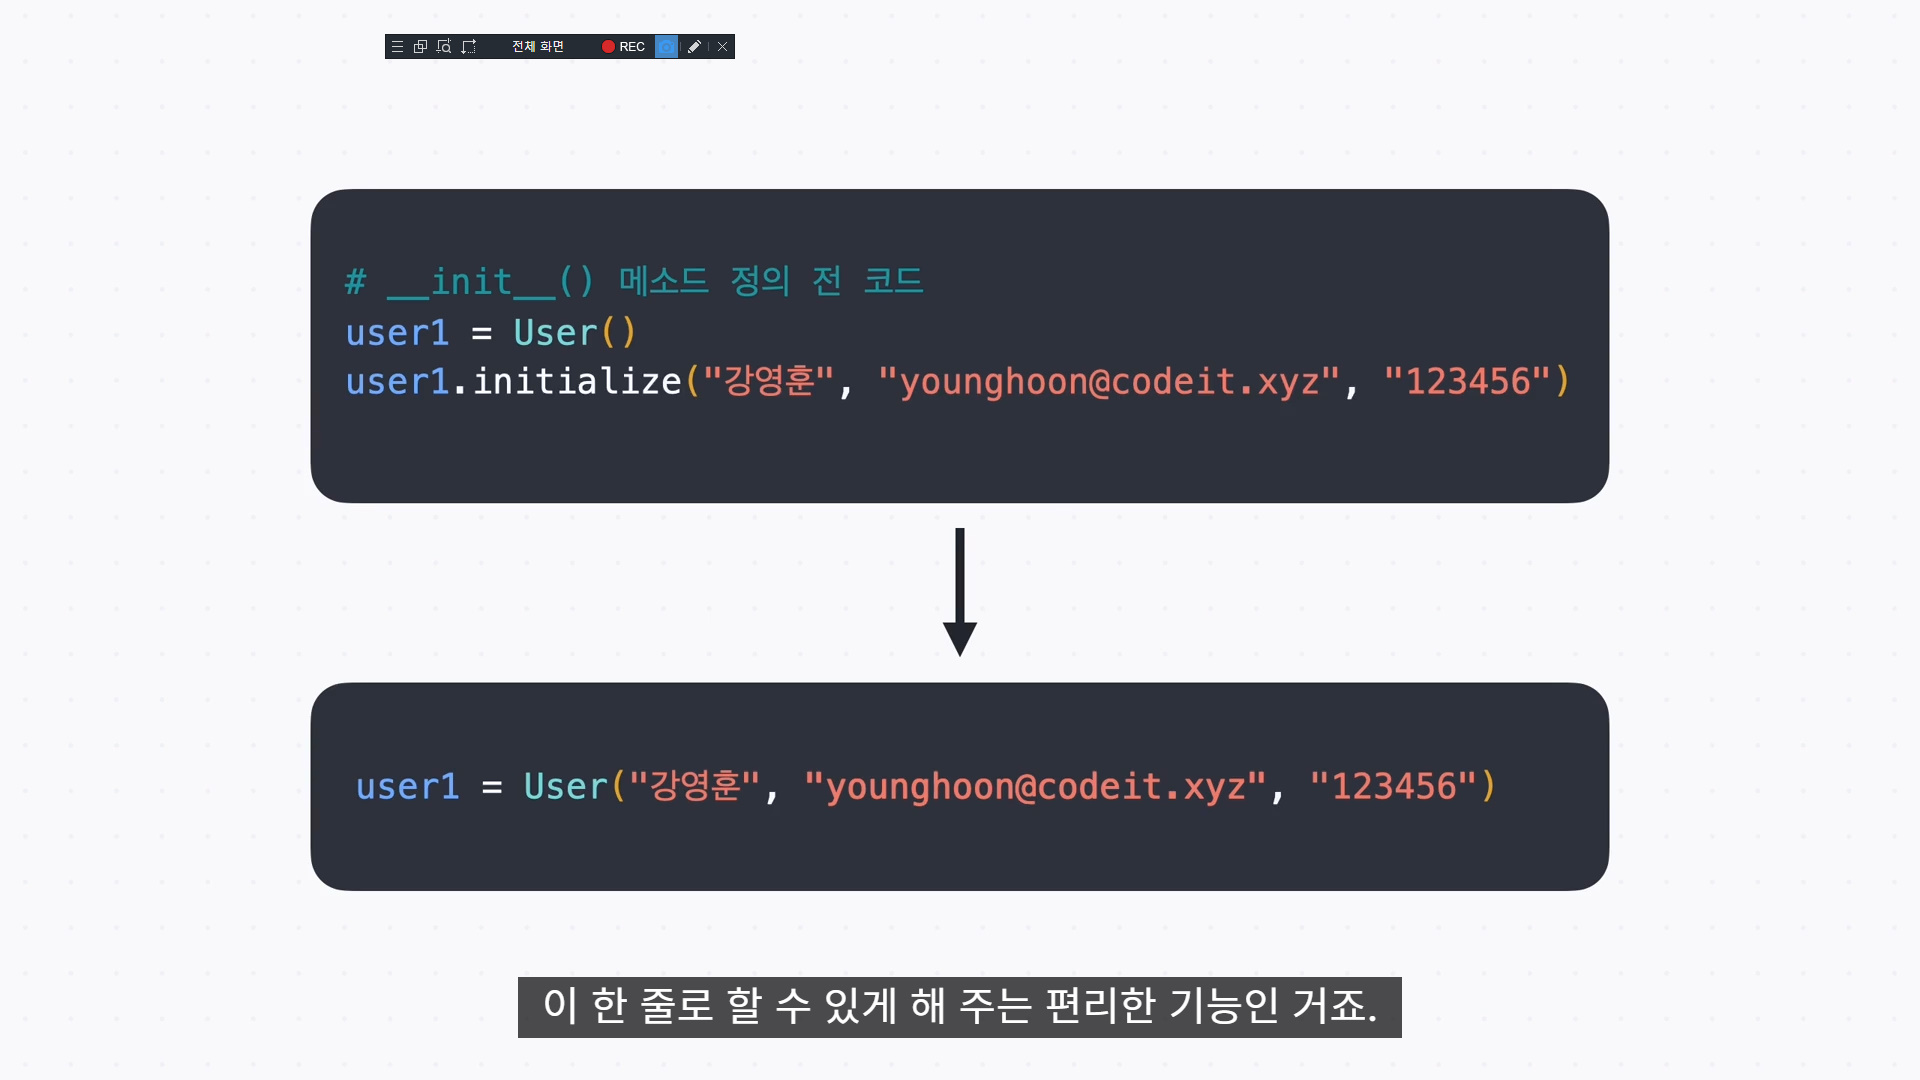 전체 화면 REC
# __init__() 메소드 정의 전 코드
user1 = User()
user1.initialize("강영훈", "younghoon@codeit.xyz", "123456")
user1 = User("강영훈", "younghoon@codeit.xyz", "123456")
이 한 줄로 할 수 있게 해 주는 편리한 기능인 거죠.